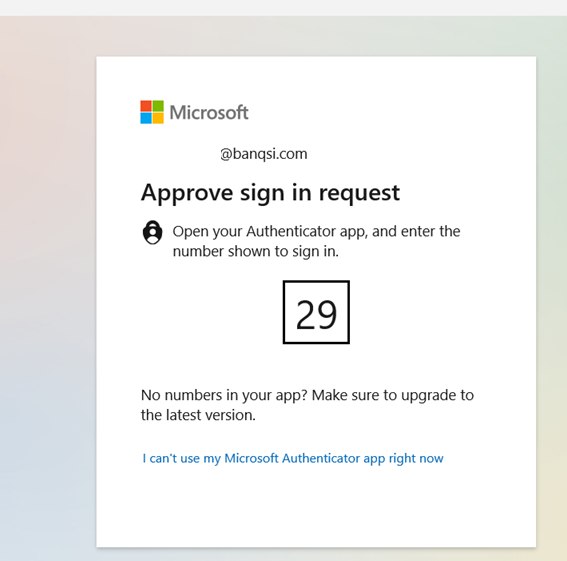 Microsoft
@banqsi.com
Approve sign in request
Open your Authenticator app, and enter the
number shown to sign in.
29
No numbers in your app? Make sure to upgrade to
the latest version.
I can't use my Microsoft Authenticator app right now